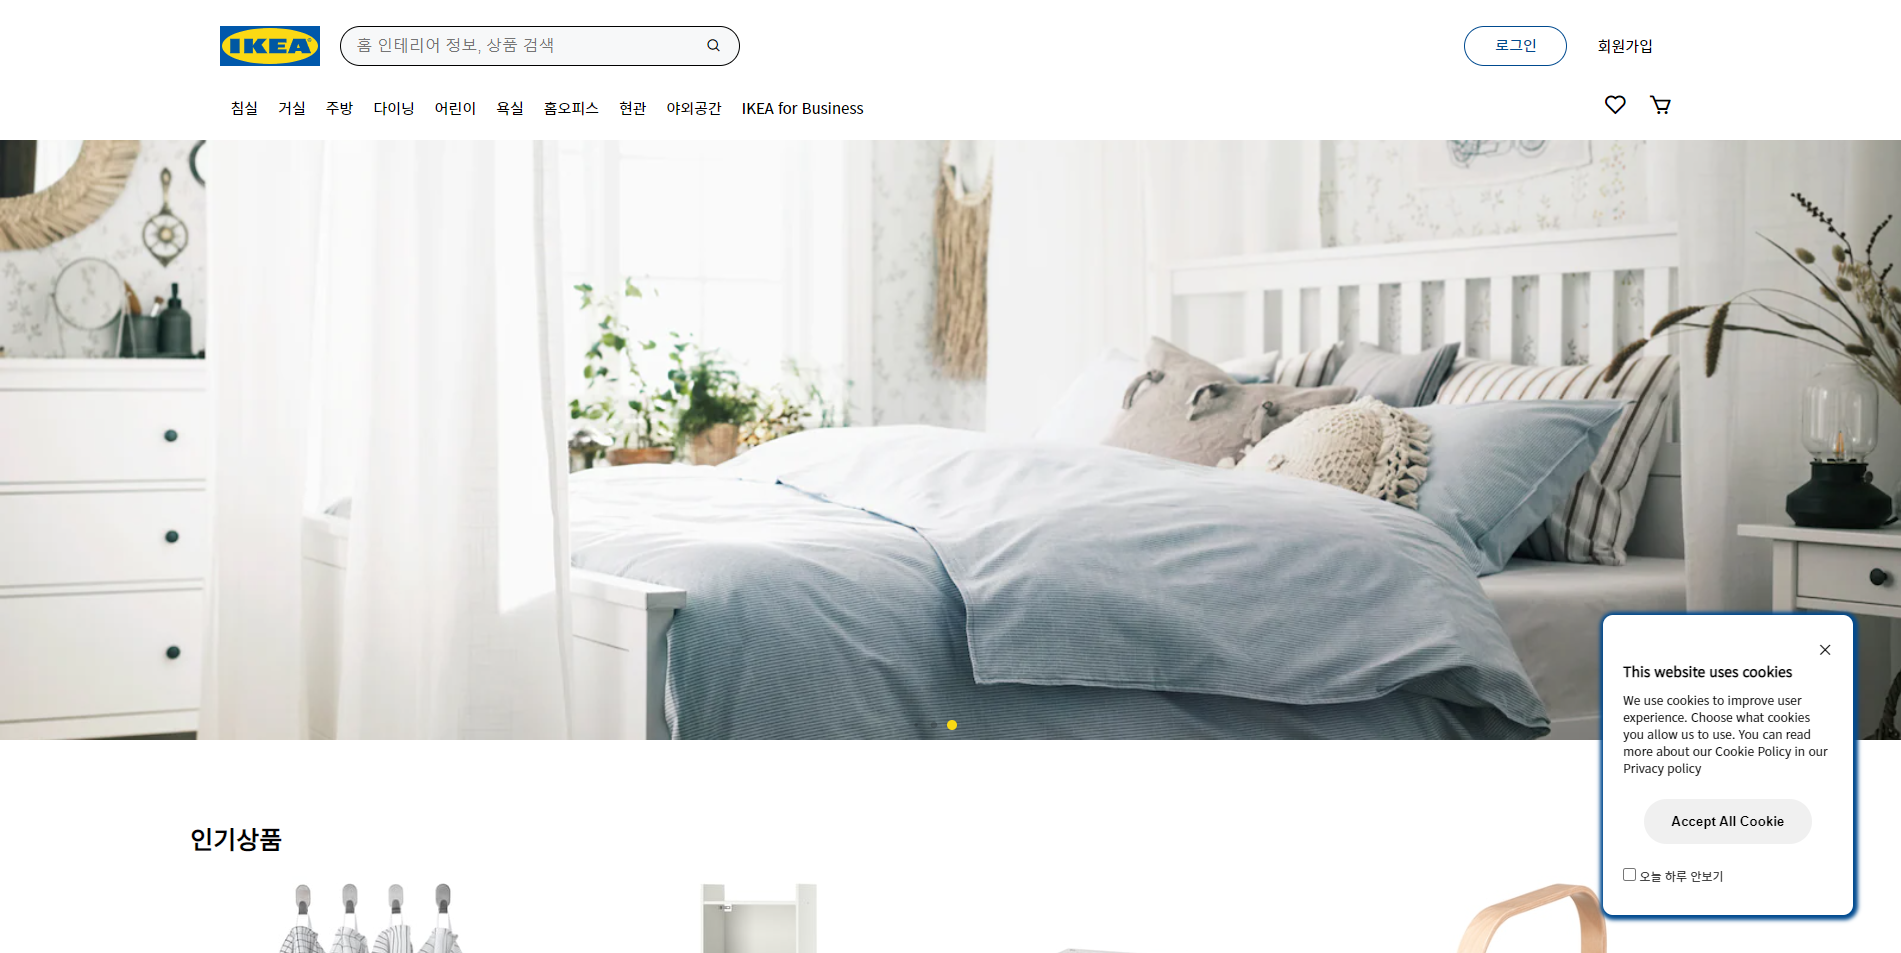 IKEA
홈 인테리어 정보, 상품 검색
로그인
회원가입
침실 거실 주방 다이닝 어린이 욕실 홈오피스 현관 야외공간 IKEA for Business
This website uses cookies
We use cookies to improve user
experience. Choose what cookies
you allow us to use. You can read
more about our Cookie Policy in our
Privacy policy
Accept All Cookie
오늘 하루 안보기
인기상품